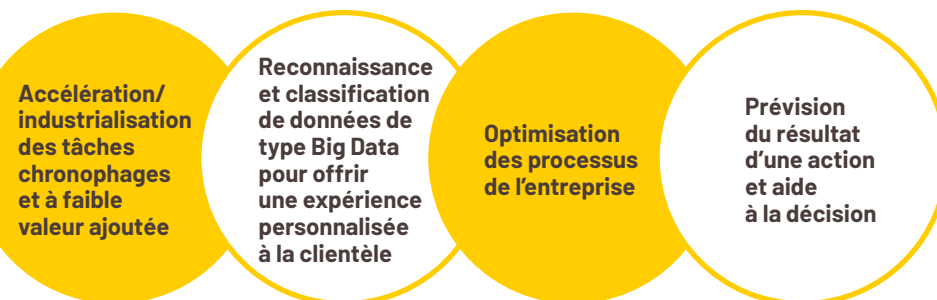 Accélération/
industrialisation
des tâches
chronophages
et à faible
valeur ajoutée
Reconnaissance
et classification
de données de
type Big Data
pour offrir
une expérience
personnalisée
à la clientèle
Optimisation
des processus
de l’entreprise
Prévision
du résultat
d’une action
et aide
à la décision